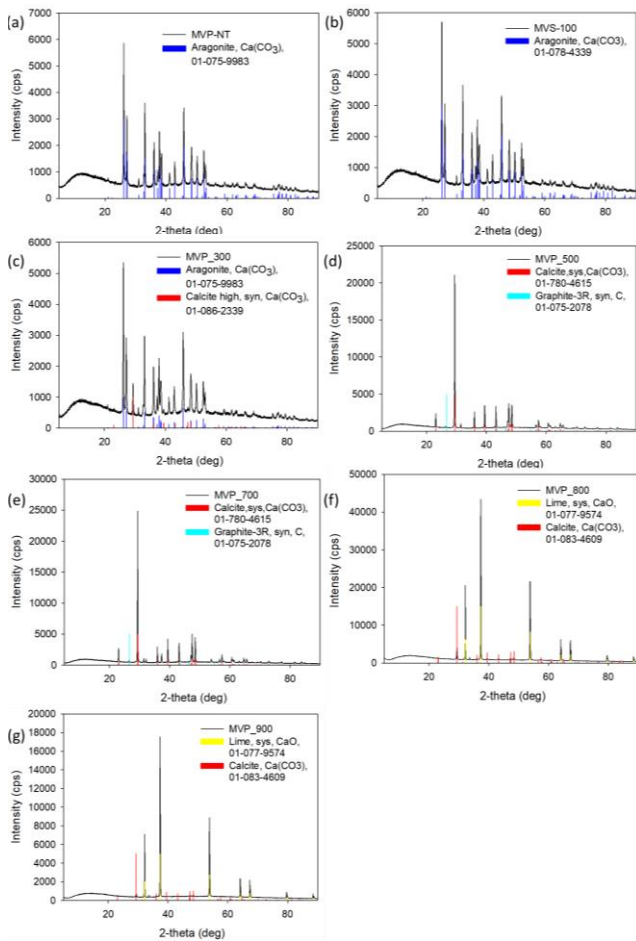 (a)
7000
6000
5000
4000
3000
2000
1000
0
Intensity (cps)
MVP-NT
Aragonite, Ca(CO₃),
01-075-9983
20 40 60 80
2-theta (deg)
(b)
6000
5000
4000
3000
2000
1000
0
Intensity (cps)
MVS-100
Aragonite, Ca(CO3),
01-078-4339
20 40 60 80
2-theta (deg)
(c)
6000
5000
4000
3000
2000
1000
0
Intensity (cps)
MVP_300
Aragonite, Ca(CO₃),
01-075-9983
Calcite high, syn, Ca(CO₃),
01-086-2339
20 40 60 80
2-theta (deg)
(d)
25000
20000
15000
10000
5000
0
Intensity (cps)
MVP_500
Calcite,sys,Ca(CO3),
01-780-4615
Graphite-3R, syn, C,
01-075-2078
20 40 60 80
2-theta (deg)
(e)
30000
25000
20000
15000
10000
5000
0
Intensity (cps)
MVP_700
Calcite,sys,Ca(CO3),
01-780-4615
Graphite-3R, syn, C,
01-075-2078
20 40 60 80
2-theta (deg)
(f)
50000
40000
30000
20000
10000
0
Intensity (cps)
MVP_800
Lime, sys, CaO,
01-077-9574
Calcite, Ca(CO3),
01-083-4609
20 40 60 80
2-theta (deg)
(g)
20000
18000
16000
14000
12000
10000
8000
6000
4000
2000
0
Intensity (cps)
MVP_900
Lime, sys, CaO,
01-077-9574
Calcite, Ca(CO3),
01-083-4609
20 40 60 80
2-theta (deg)